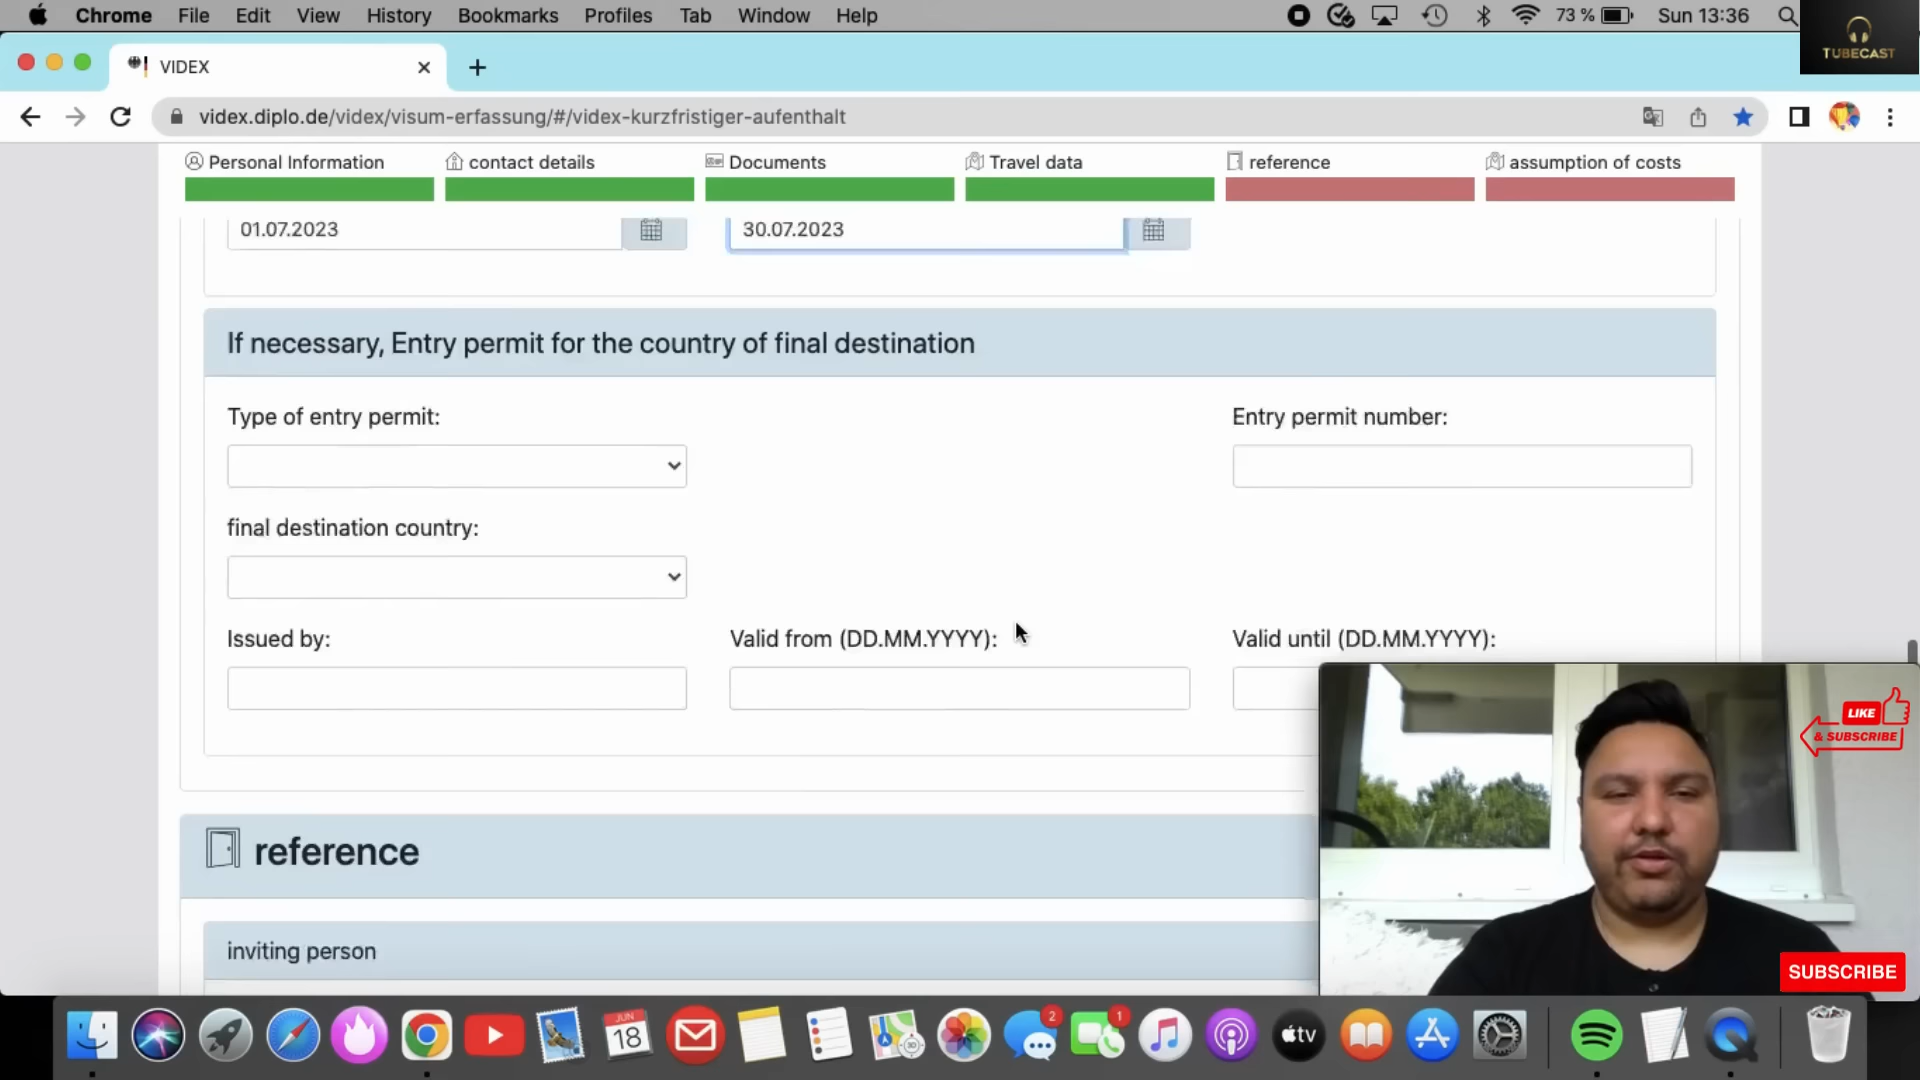 Chrome File Edit View History Bookmarks Profiles Tab Window Help 73 % Sun 13:36
TUBECAST
VIDEX
videx.diplo.de/videx/visum-erfassung/#/videx-kurzfristiger-aufenthalt
Personal Information contact details Documents Travel data reference assumption of costs
01.07.2023 30.07.2023
If necessary, Entry permit for the country of final destination
Type of entry permit: Entry permit number:
final destination country:
Issued by: Valid from (DD.MM.YYYY): Valid until (DD.MM.YYYY):
LIKE
& SUBSCRIBE
reference
inviting person
SUBSCRIBE
JUN
18
30
2
1
tv